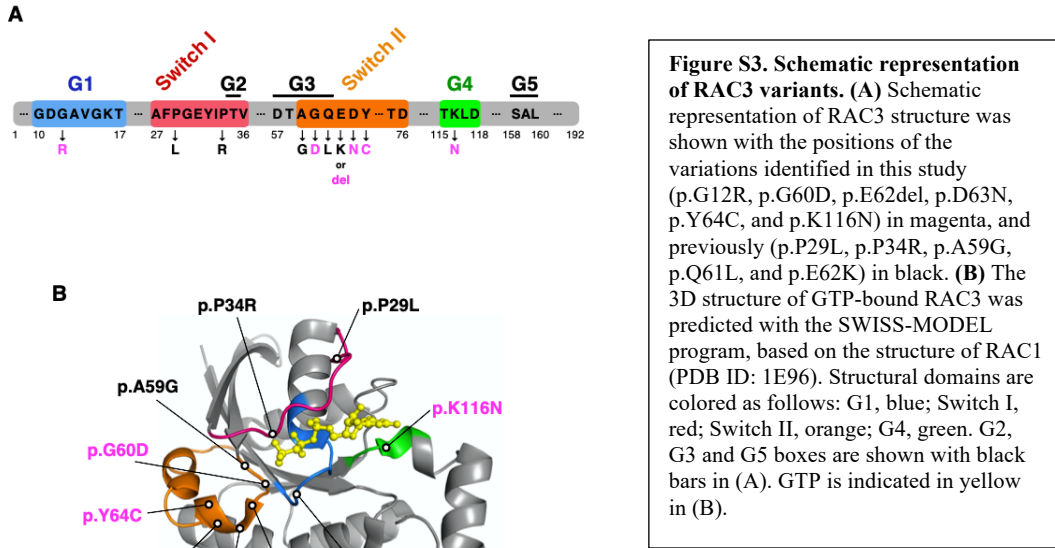 A
G1
Switch I
G2
G3
Switch II
G4
G5
··· GDGAVGKT ··· AFPGEYIPTV ··· DTAGQEDY ··· TD ··· TKLD ··· SAL ···
1 10 17 27 36 57 76 115 118 158 160 192
R L R G D L K N C N
or
del
B
p.P34R
p.P29L
p.A59G
p.K116N
p.G60D
p.Y64C
Figure S3. Schematic representation
of RAC3 variants. (A) Schematic
representation of RAC3 structure was
shown with the positions of the
variations identified in this study
(p.G12R, p.G60D, p.E62del, p.D63N,
p.Y64C, and p.K116N) in magenta, and
previously (p.P29L, p.P34R, p.A59G,
p.Q61L, and p.E62K) in black. (B) The
3D structure of GTP-bound RAC3 was
predicted with the SWISS-MODEL
program, based on the structure of RAC1
(PDB ID: 1E96). Structural domains are
colored as follows: G1, blue; Switch I,
red; Switch II, orange; G4, green. G2,
G3 and G5 boxes are shown with black
bars in (A). GTP is indicated in yellow
in (B).